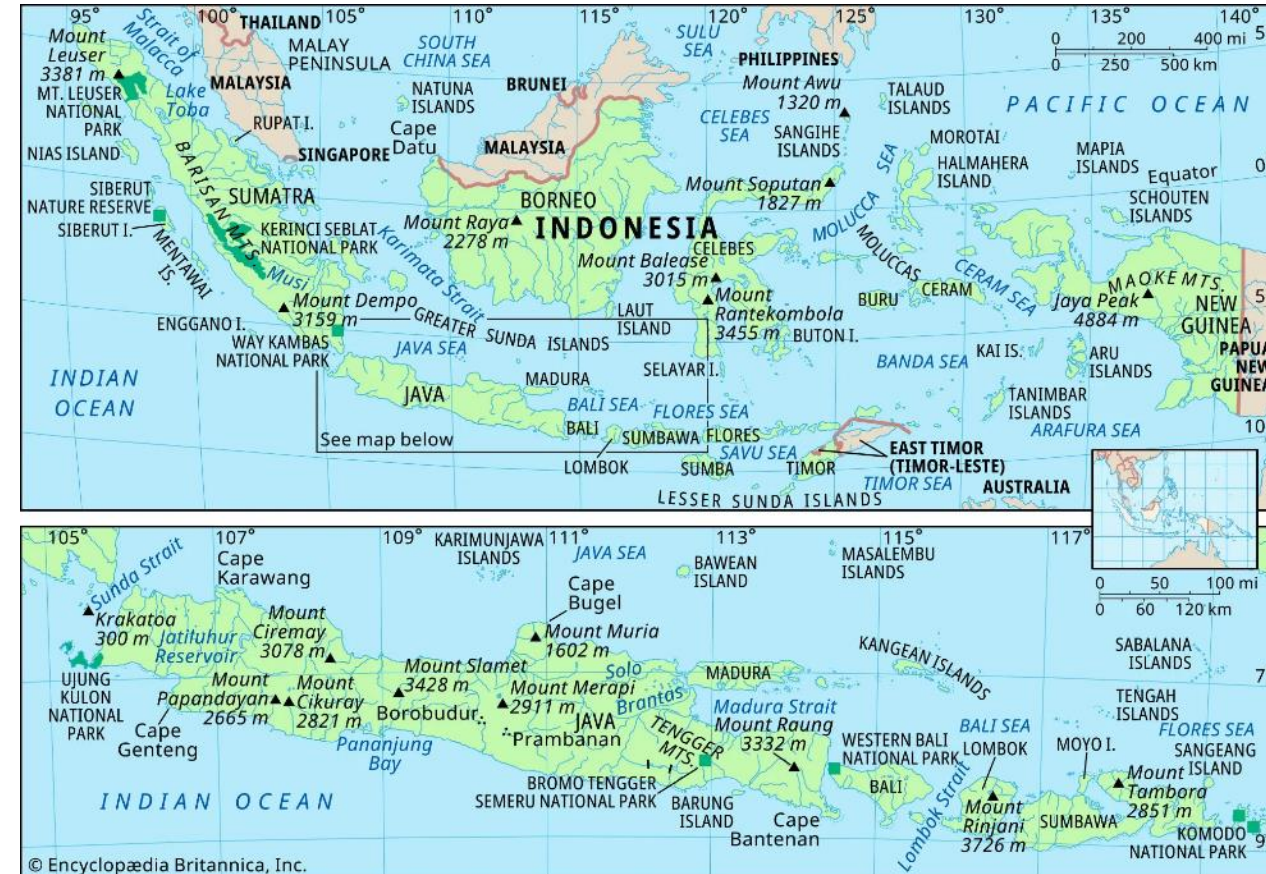 95°
100°
105°
110°
115°
120°
125°
130°
135°
140°
THAILAND
Mount
Leuser
3381 m
Strait of
Malacca
MALAY
PENINSULA
SOUTH
CHINA SEA
SULU
SEA
PHILIPPINES
0 200 400 mi
0 250 500 km
5
MALAYSIA
MT. LEUSER
NATIONAL
PARK
Lake
Toba
NATUNA
ISLANDS
BRUNEI
Mount Awu
1320 m
TALAUD
ISLANDS
PACIFIC OCEAN
RUPAT I.
Cape
Datu
CELEBES
SEA
SANGIHE
ISLANDS
MOROTAI
NIAS ISLAND
SINGAPORE
MALAYSIA
HALMAHERA
ISLAND
MAPIA
ISLANDS
Equator
0
SIBERUT
NATURE RESERVE
SIBERUT I.
BARISAN MTS.
SUMATRA
BORNEO
Mount Soputan
1827 m
MOLUCCA SEA
SCHOUTEN
ISLANDS
Mount Raya
2278 m
INDONESIA
KERINCI SEBLAT
NATIONAL PARK
Karimata Strait
CELEBES
Mount Balease
3015 m
MOLUCCAS
CERAM SEA
MENTAWAI
IS.
Musi
MAOKE MTS.
BURU
CERAM
Jaya Peak
4884 m
NEW
GUINEA
5
Mount Dempo
3159 m
ENGGANO I.
WAY KAMBAS
NATIONAL PARK
GREATER SUNDA ISLANDS
LAUT
ISLAND
Mount
Rantekombola
3455 m
BUTON I.
JAVA SEA
SELAYAR I.
BANDA SEA
KAI IS.
ARU
ISLANDS
PAPUA
NEW
GUINEA
INDIAN
OCEAN
JAVA
MADURA
BALI SEA
FLORES SEA
TANIMBAR
ISLANDS
ARAFURA SEA
See map below
BALI
SUMBAWA
FLORES
SAVU SEA
EAST TIMOR
(TIMOR-LESTE)
10
LOMBOK
SUMBA
TIMOR
TIMOR SEA
LESSER SUNDA ISLANDS
AUSTRALIA
105°
107°
109°
111°
113°
115°
117°
Sunda Strait
Cape
Karawang
KARIMUNJAWA
ISLANDS
JAVA SEA
BAWEAN
ISLAND
MASALEMBU
ISLANDS
0 50 100 mi
0 60 120 km
Cape
Bugel
Krakatoa
300 m
Jatiluhur
Reservoir
Mount
Ciremay
3078 m
Mount Muria
1602 m
KANGEAN ISLANDS
SABALANA
ISLANDS
UJUNG
KULON
NATIONAL
PARK
Mount
Papandayan
2665 m
Mount
Cikuray
2821 m
Mount Slamet
3428 m
Solo
MADURA
7
Borobudur
Mount Merapi
2911 m
JAVA
Brantas
Madura Strait
TENGAH
ISLANDS
Cape
Genteng
Prambanan
TENGGER
MTS.
Mount Raung
3332 m
WESTERN BALI
NATIONAL PARK
BALI SEA
LOMBOK
MOYO I.
FLORES SEA
SANGEANG
ISLAND
Pananjung
Bay
BROMO TENGGER
SEMERU NATIONAL PARK
BALI
Mount
Tambora
2851 m
INDIAN OCEAN
BARUNG
ISLAND
Cape
Bantenan
Lombok Strait
Mount
Rinjani
3726 m
SUMBAWA
KOMODO
NATIONAL PARK
9
© Encyclopædia Britannica, Inc.